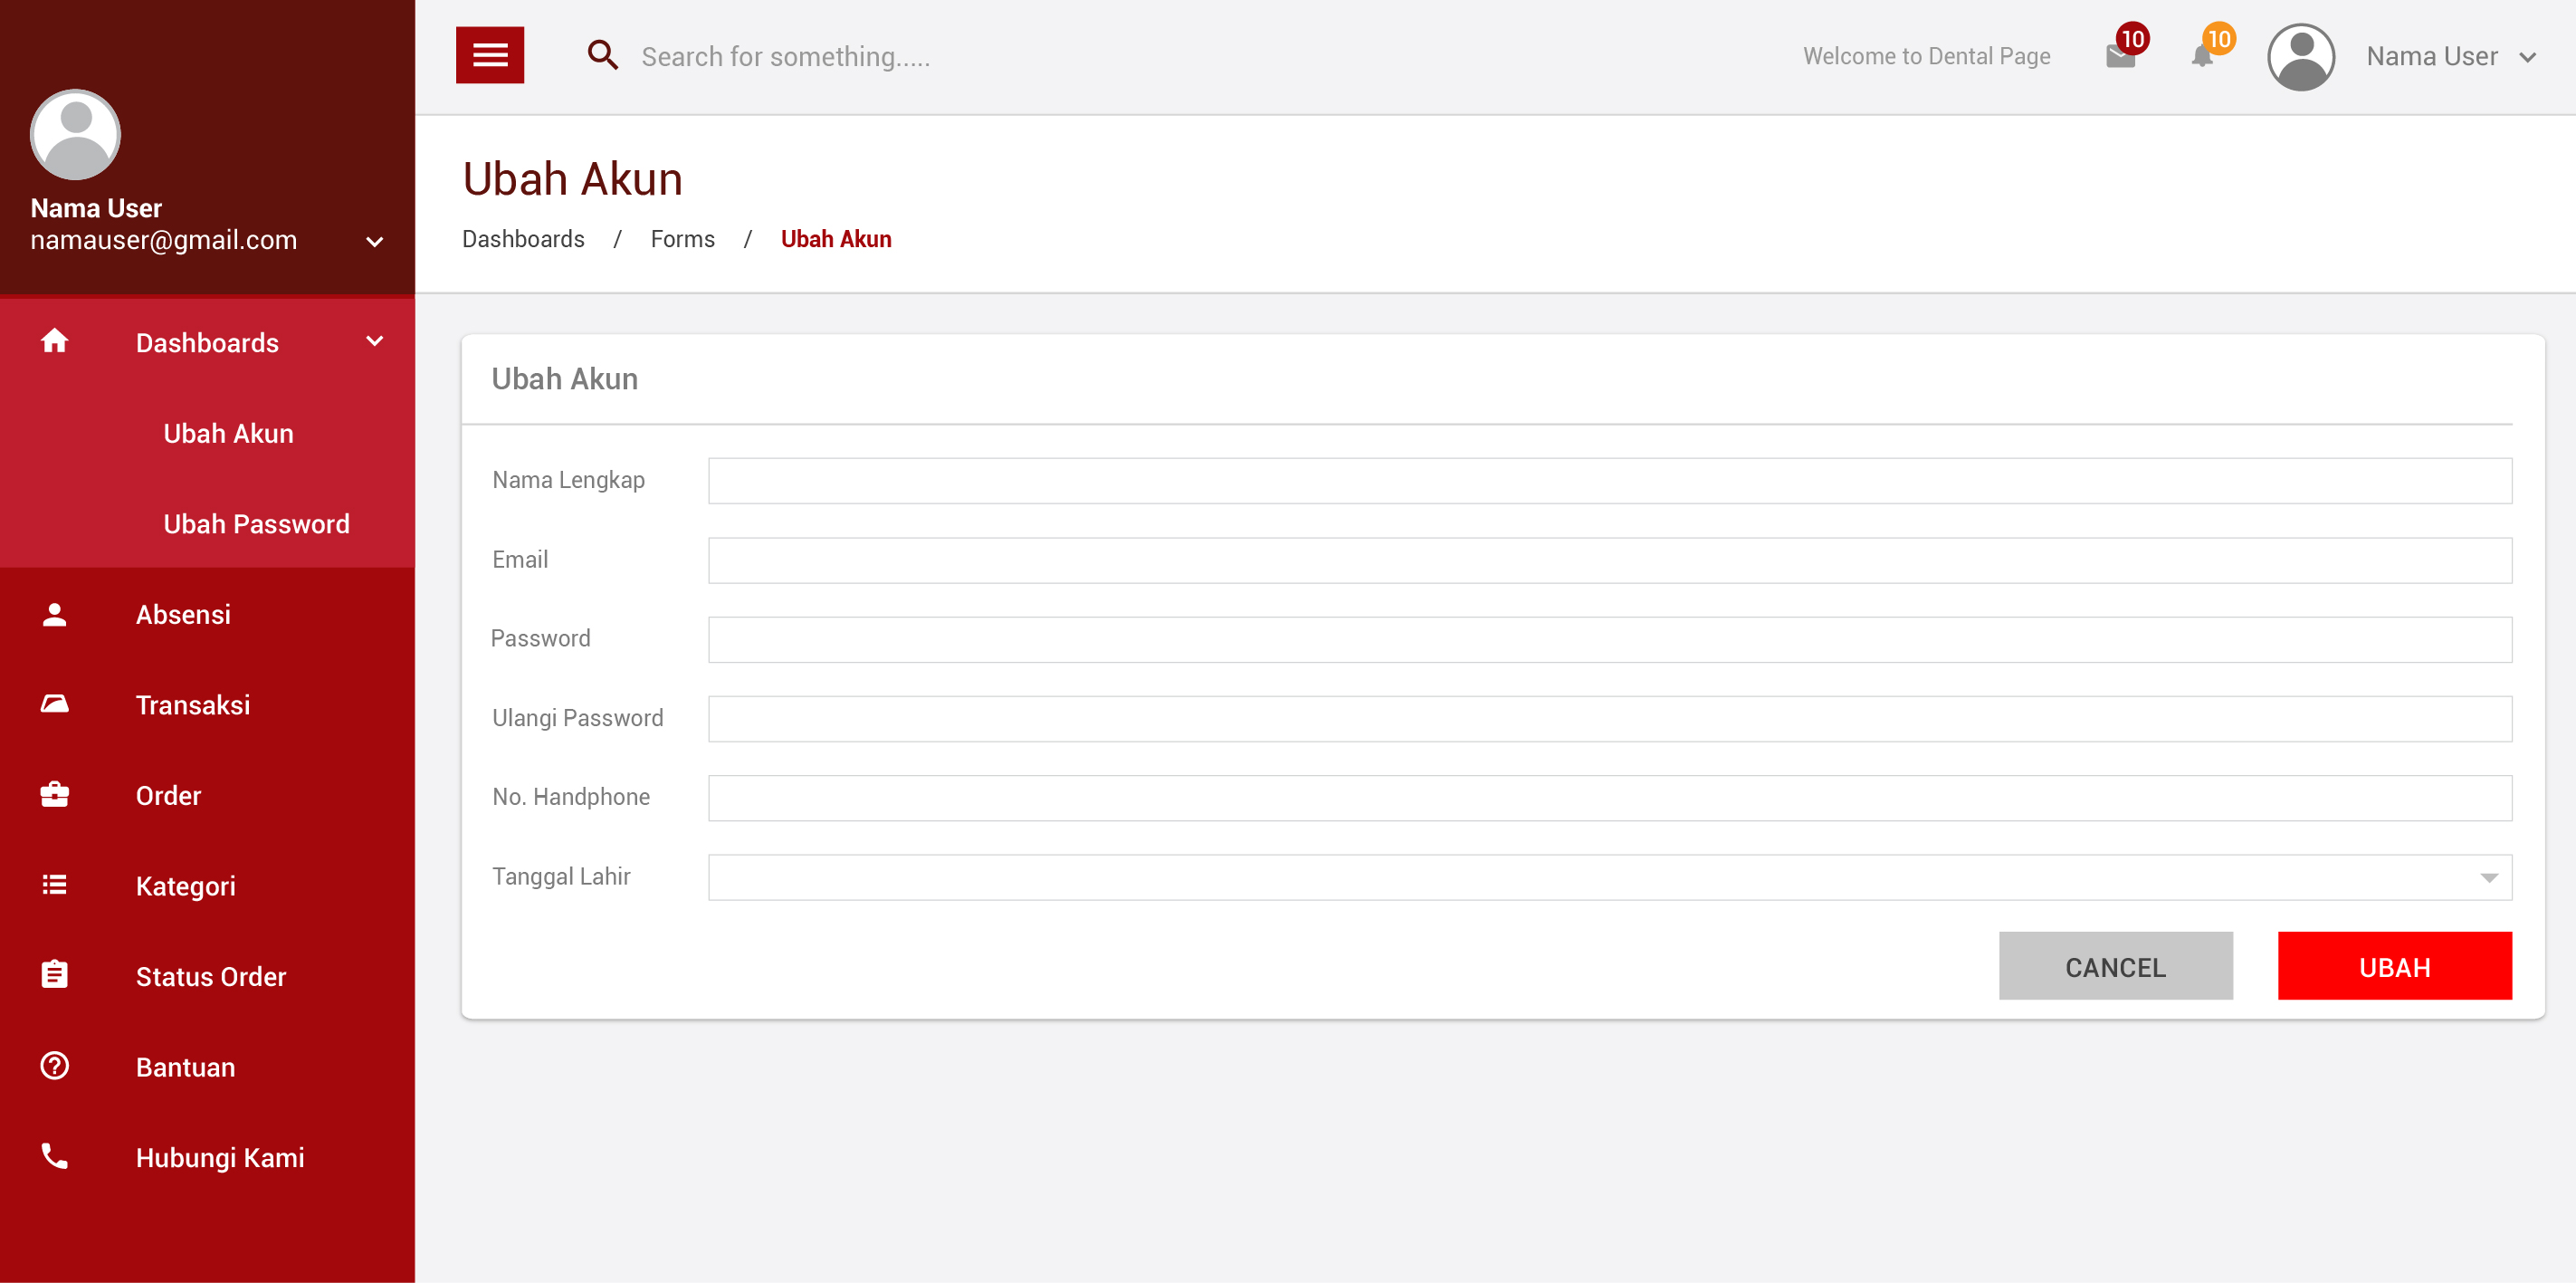 Nama User
namauser@gmail.com
Dashboards
Ubah Akun
Ubah Password
Absensi
Transaksi
Order
Kategori
Status Order
Bantuan
Hubungi Kami
Search for something.....
Welcome to Dental Page
10
10
Nama User
Ubah Akun
Dashboards / Forms / Ubah Akun
Ubah Akun
Nama Lengkap
Email
Password
Ulangi Password
No. Handphone
Tanggal Lahir
CANCEL
UBAH